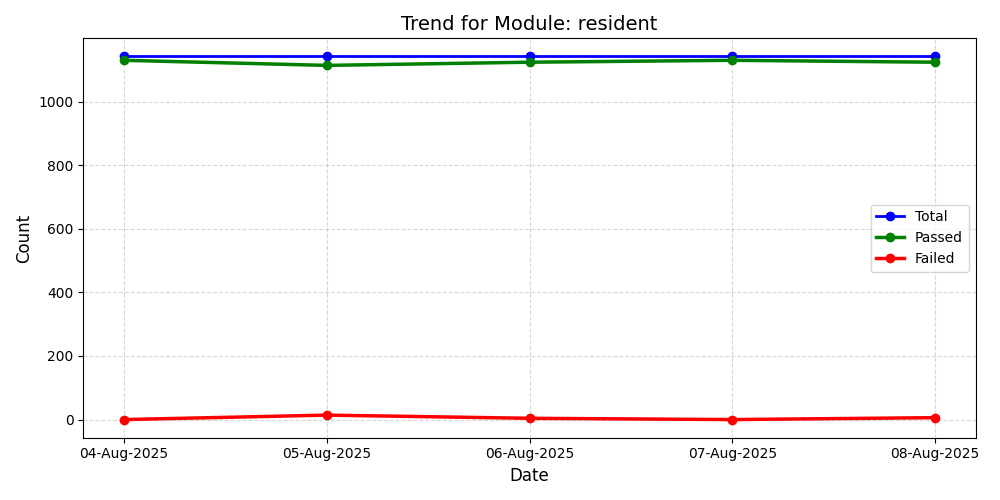 Trend for Module: resident
Count
1000
800
600
400
200
0
Total
Passed
Failed
04-Aug-2025
05-Aug-2025
06-Aug-2025
07-Aug-2025
08-Aug-2025
Date